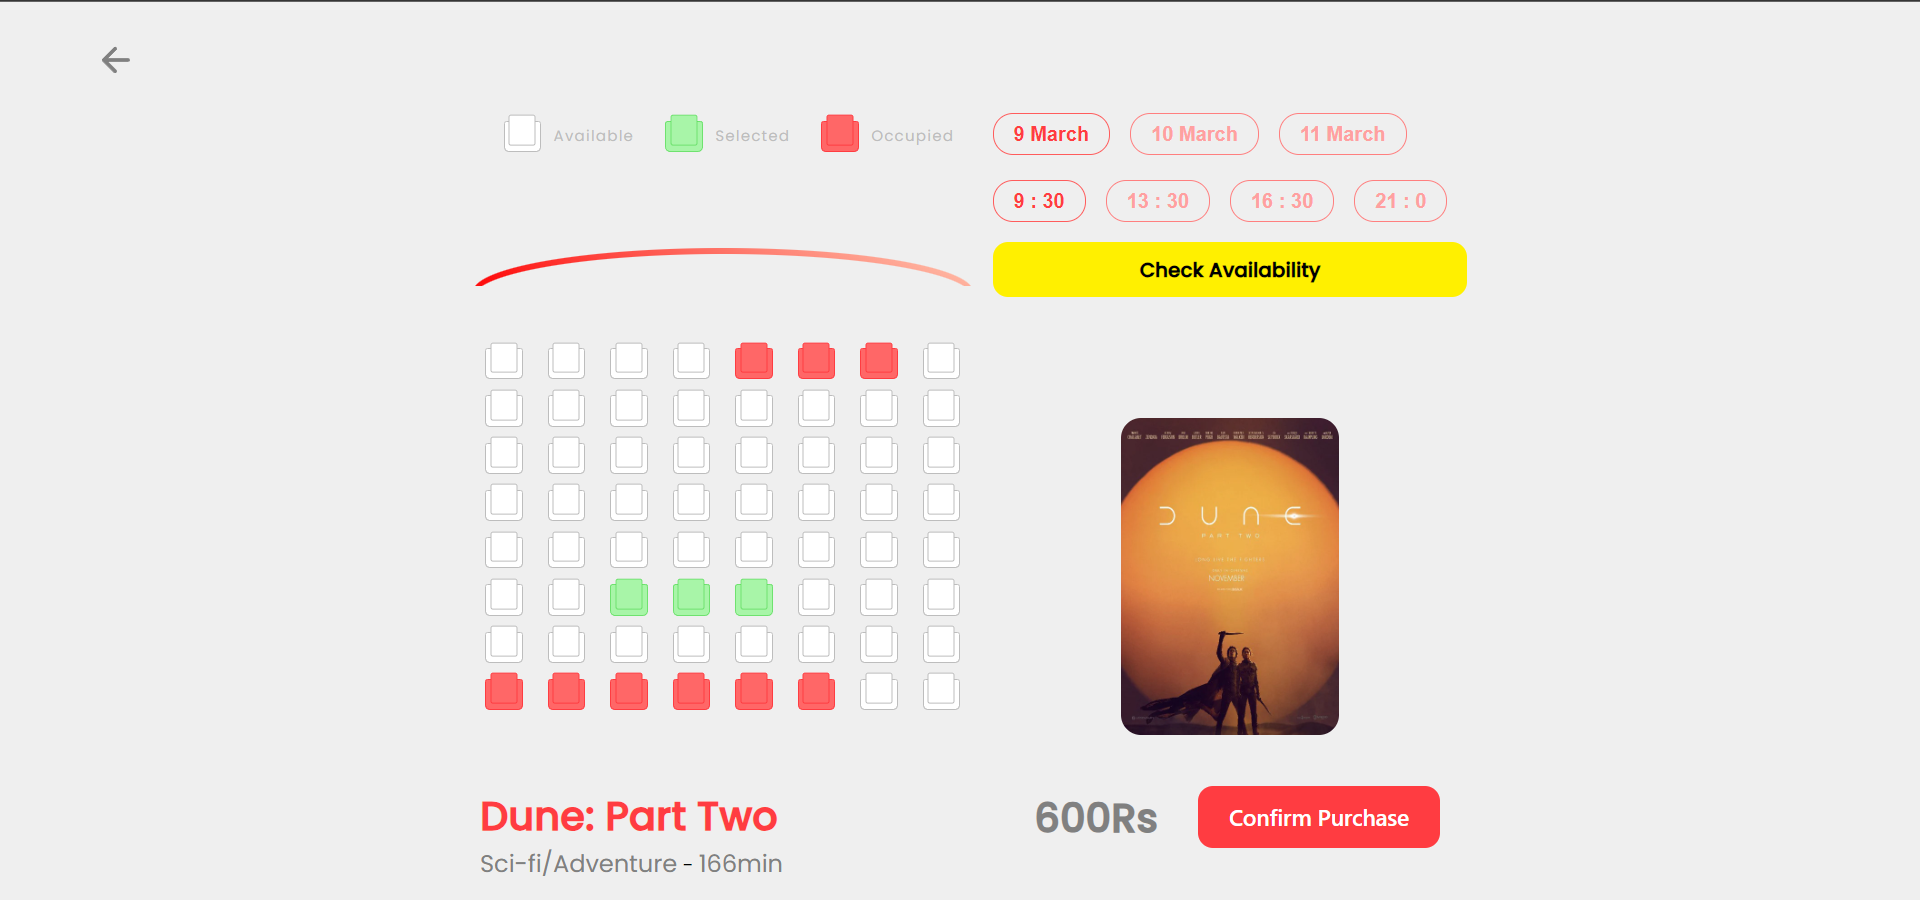 Available Selected Occupied
9 March 10 March 11 March
9 : 30 13 : 30 16 : 30 21 : 0
Check Availability
DUNE
PART TWO
NOVEMBER
Dune: Part Two
Sci-fi/Adventure - 166min
600Rs
Confirm Purchase